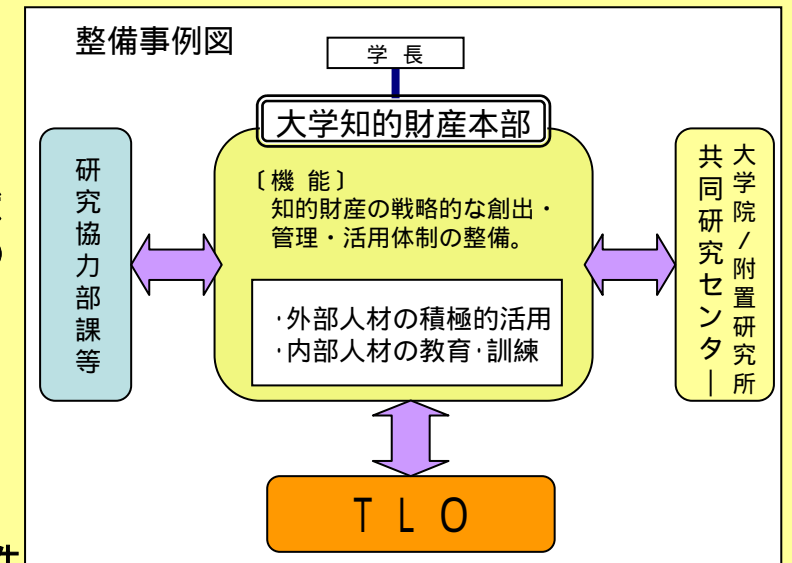 整備事例図
学 長
大学知的財産本部
〔機 能〕
知的財産の戦略的な創出・
管理・活用体制の整備。
・外部人材の積極的活用
・内部人材の教育・訓練
研究協力部課等
大学院/附置研究所
共同研究センター
TLO
件